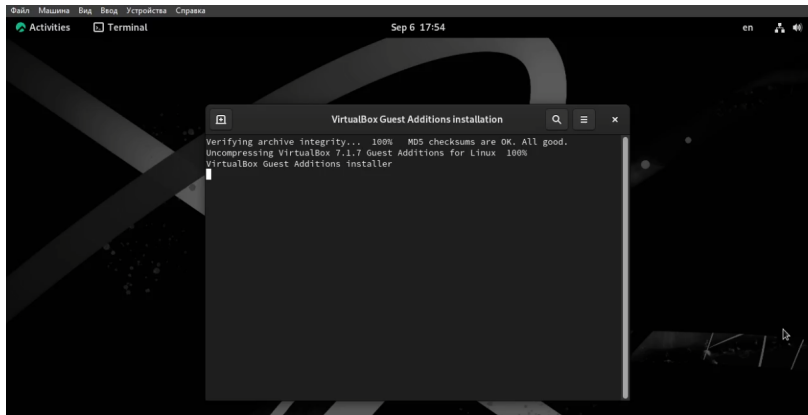 Файл Машина Вид Ввод Устройства Справка
Activities Terminal Sep 6 17:54 en
VirtualBox Guest Additions installation
Verifying archive integrity... 100% MD5 checksums are OK. All good.
Uncompressing VirtualBox 7.1.7 Guest Additions for Linux 100%
VirtualBox Guest Additions installer